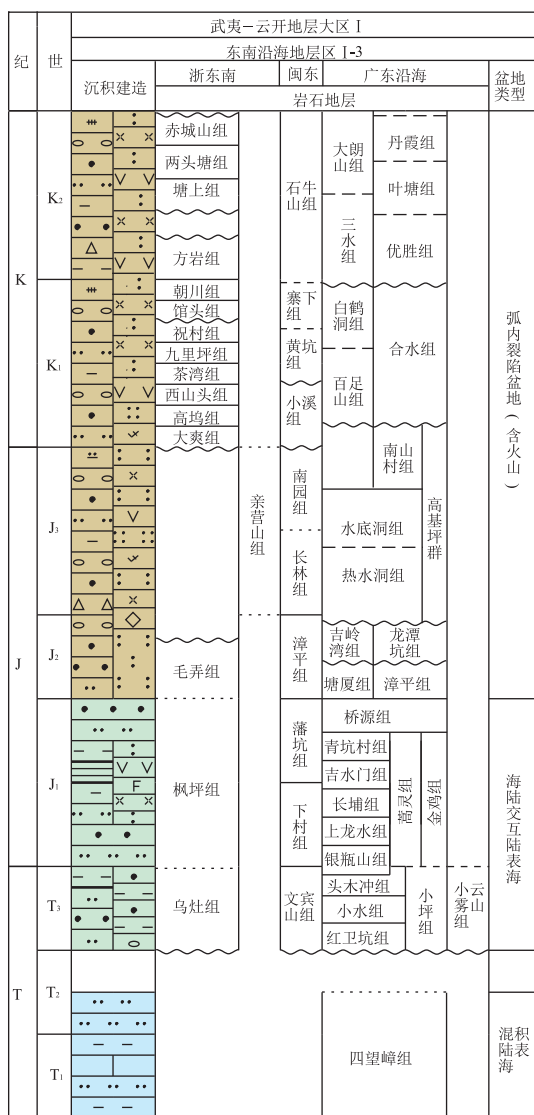 武夷-云开地层大区 I
东南沿海地层区 I-3
纪
世
沉积建造
浙东南
闽东
广东沿海
盆地
类型
岩石地层
K
K₂
K₁
J
J₃
J₂
J₁
T
T₃
T₂
T₁
F
赤城山组
两头塘组
塘上组
方岩组
朝川组
馆头组
祝村组
九里坪组
茶湾组
西山头组
高坞组
大爽组
毛弄组
枫坪组
乌灶组
亲营山组
石牛
山组
寨下
组
黄坑
组
小溪
组
南园组
长林组
漳平组
藩坑组
下村组
文宾
山组
大朗
山组
三水组
白鹤
洞组
百足
山组
丹霞组
叶塘组
优胜组
合水组
南山
村组
水底洞组
热水洞组
高基坪群
吉岭
湾组
龙潭
坑组
塘厦组
漳平组
桥源组
青坑村组
吉水门组
长埔组
上龙水组
银瓶山组
嵩灵组
金鸡组
头木冲组
小水组
红卫坑组
小坪组
小云
雾山
组
四望嶂组
弧内裂陷盆地(含火山)
海陆交互陆表海
混积
陆表
海